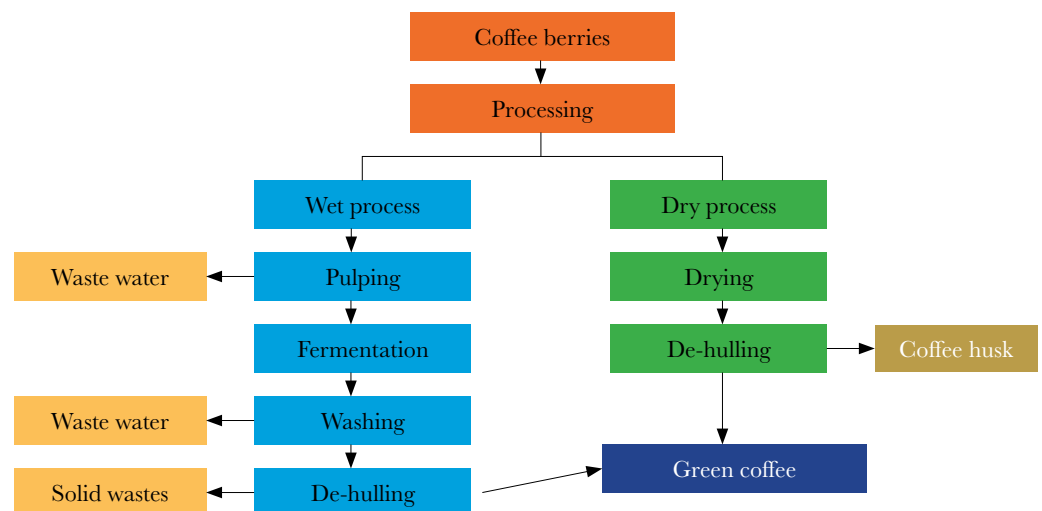 Coffee berries
Processing
Wet process
Dry process
Waste water
Pulping
Drying
Fermentation
De-hulling
Coffee husk
Waste water
Washing
Green coffee
Solid wastes
De-hulling